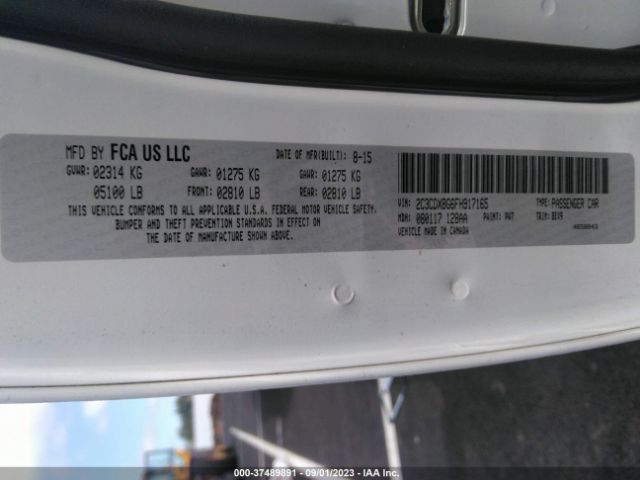 MFD BY FCA US LLC DATE OF MFR(BUILT): 8-15
GVWR: 02314 KG GAWR: 01275 KG GAWR: 01275 KG
05100 LB FRONT: 02810 LB REAR: 02810 LB
THIS VEHICLE CONFORMS TO ALL APPLICABLE U.S.A. FEDERAL MOTOR VEHICLE SAFETY,
BUMPER AND THEFT PREVENTION STANDARDS IN EFFECT ON
THE DATE OF MANUFACTURE SHOWN ABOVE.
VIN: 2C3CDXBG6FH917165 TYPE: PASSENGER CAR
MDH: 080117 128AA PAINT: PW7 TRIM: BEX9
VEHICLE MADE IN CANADA
000-37489891 - 09/01/2023 - IAA Inc.